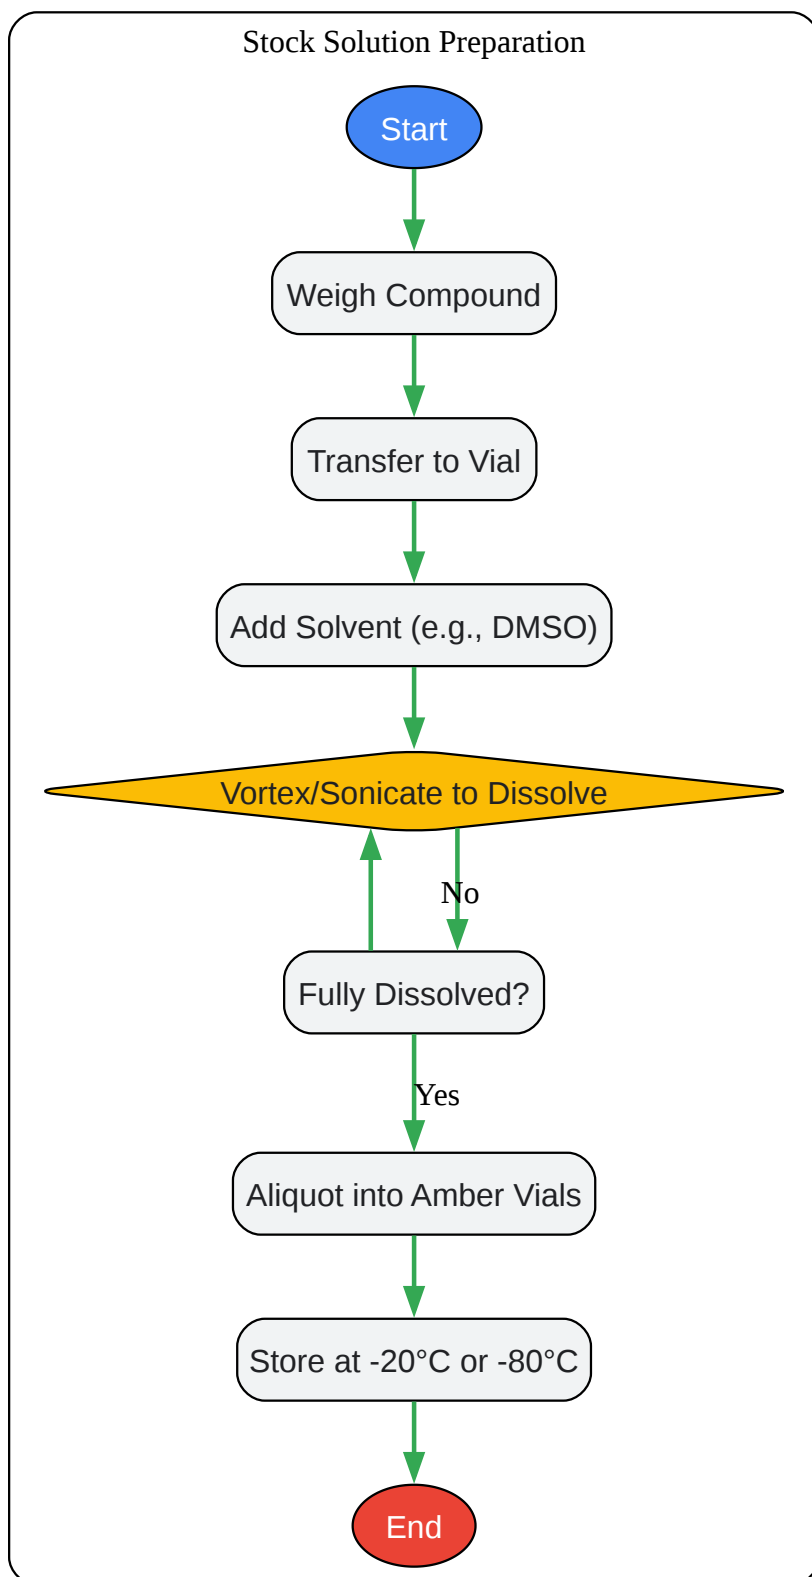 Stock Solution Preparation
Start
Weigh Compound
Transfer to Vial
Add Solvent (e.g., DMSO)
Vortex/Sonicate to Dissolve
No
Fully Dissolved?
Yes
Aliquot into Amber Vials
Store at -20°C or -80°C
End